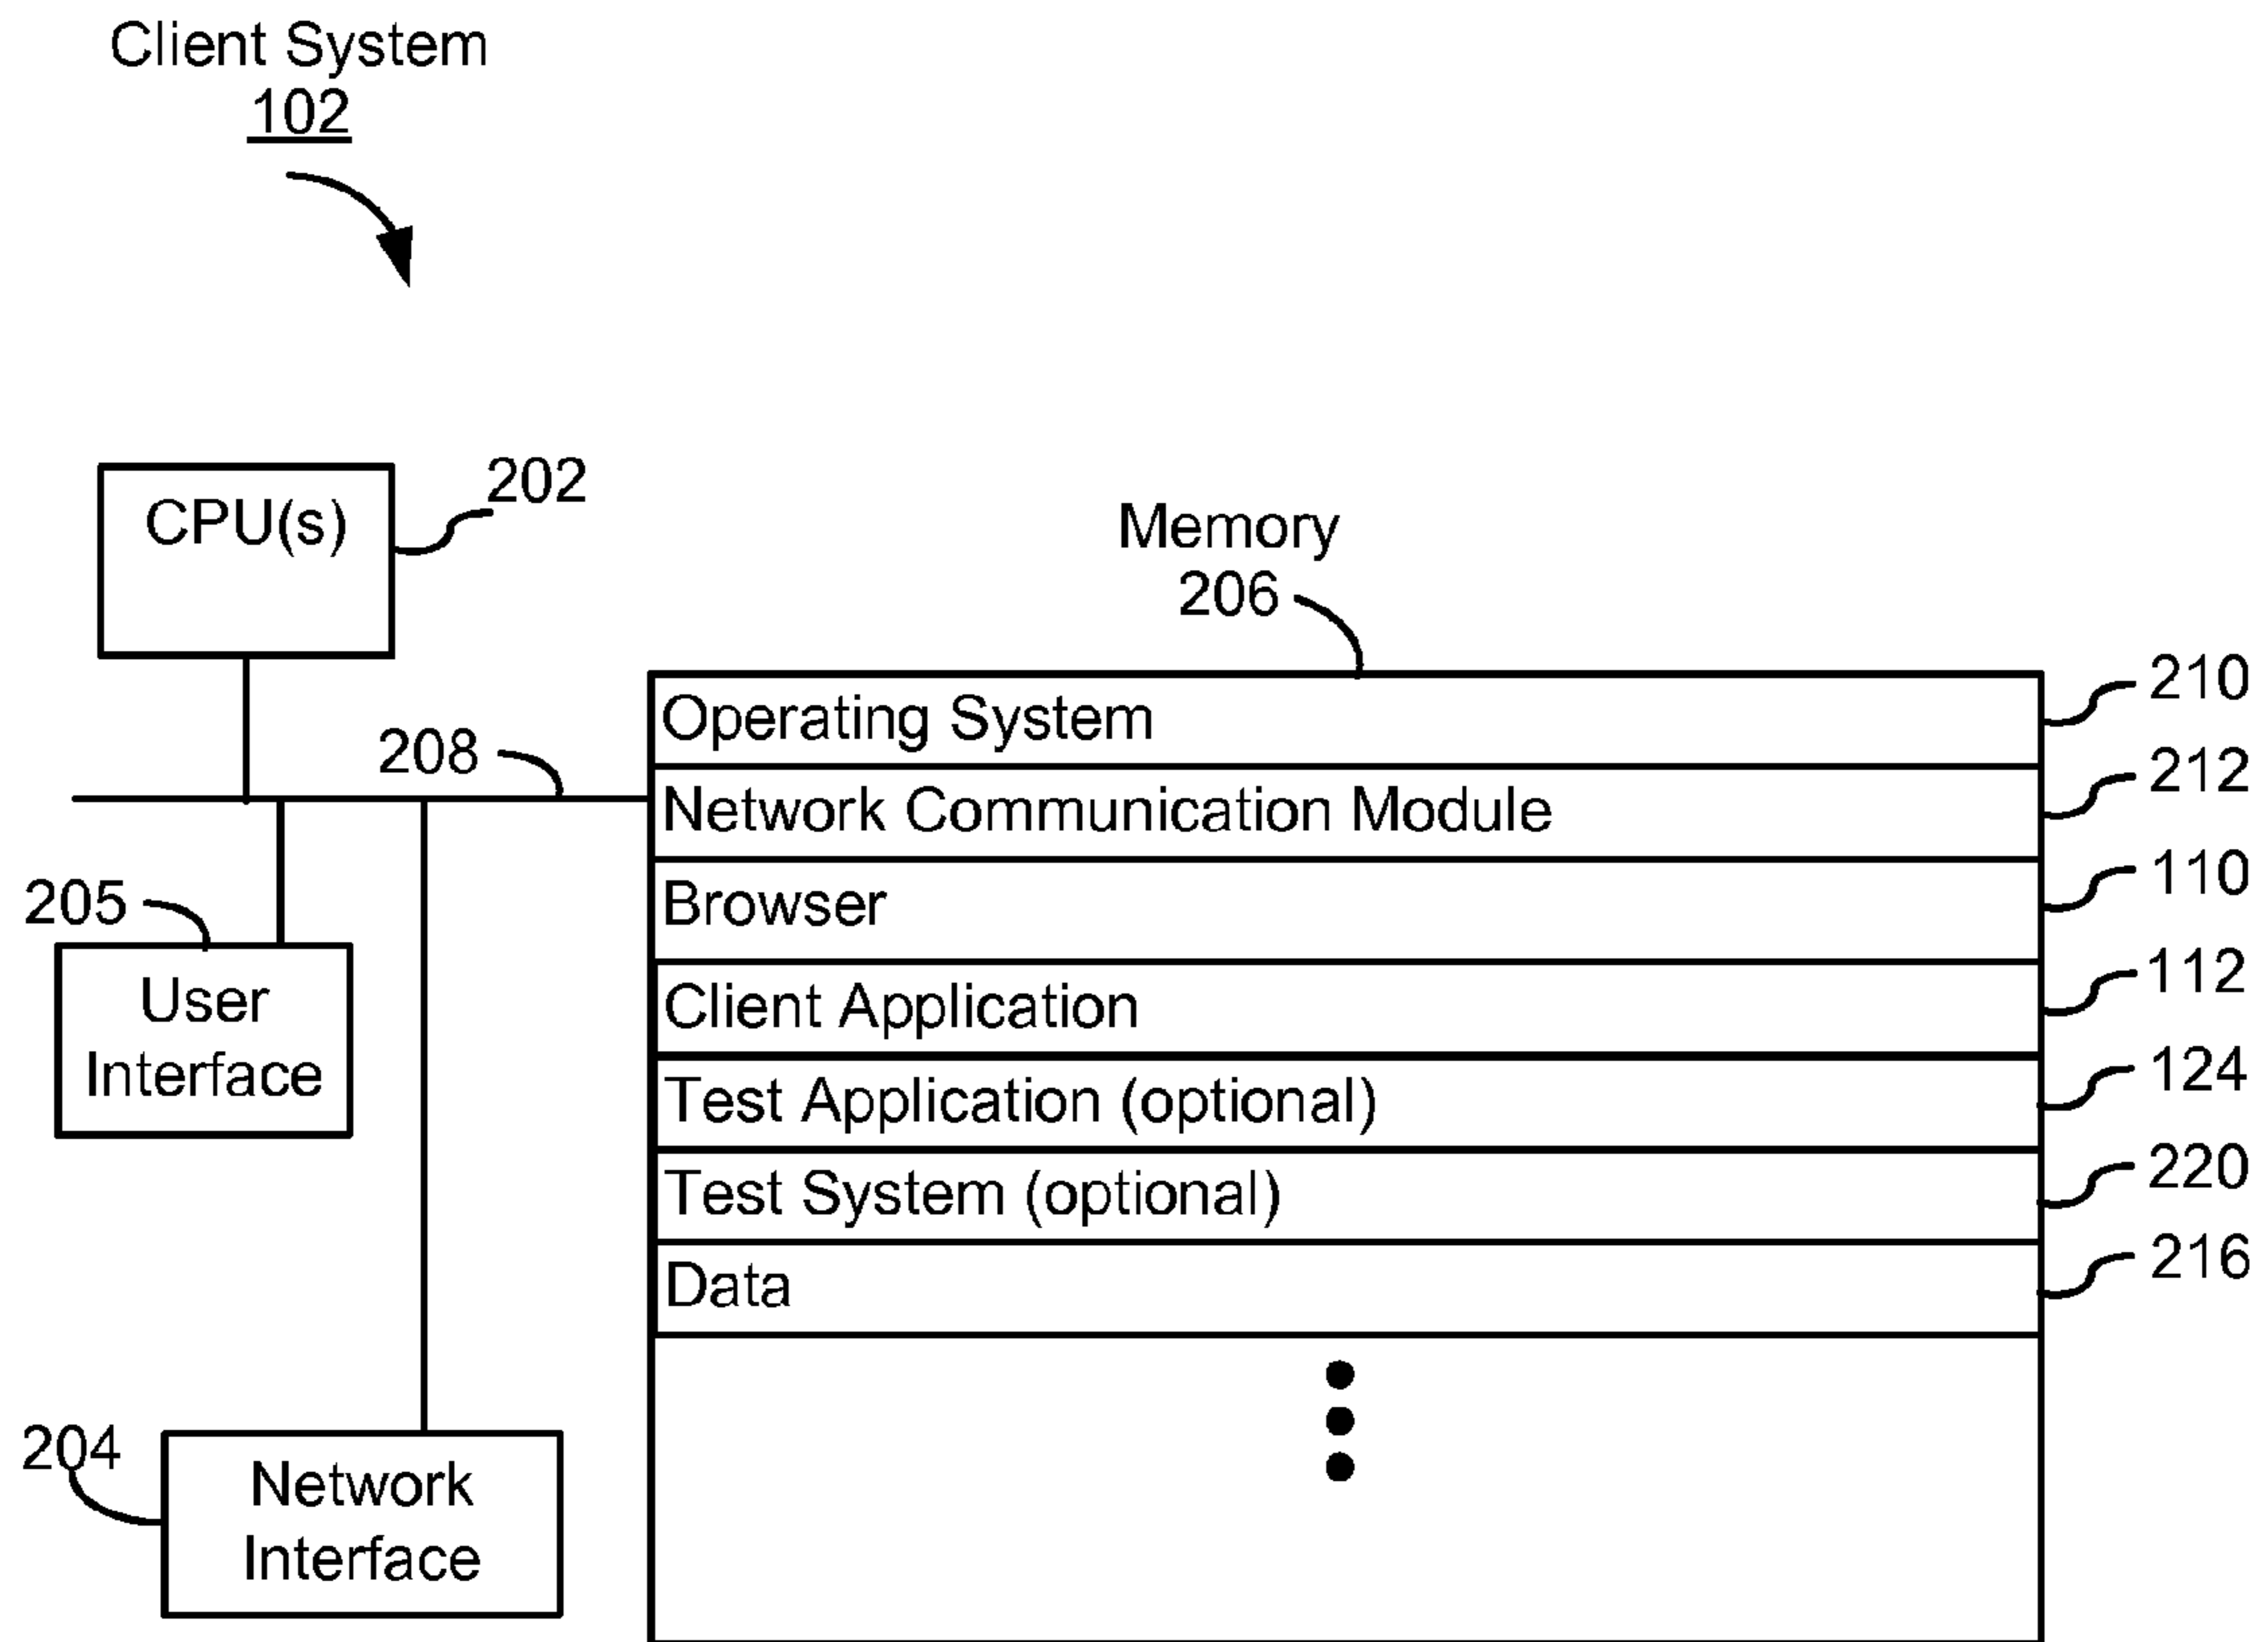 Client System
102
CPU(s)
202
Memory
206
Operating System
210
208
Network Communication Module
212
Browser
110
205
User
Interface
Client Application
112
Test Application (optional)
124
Test System (optional)
220
Data
216
204
Network
Interface